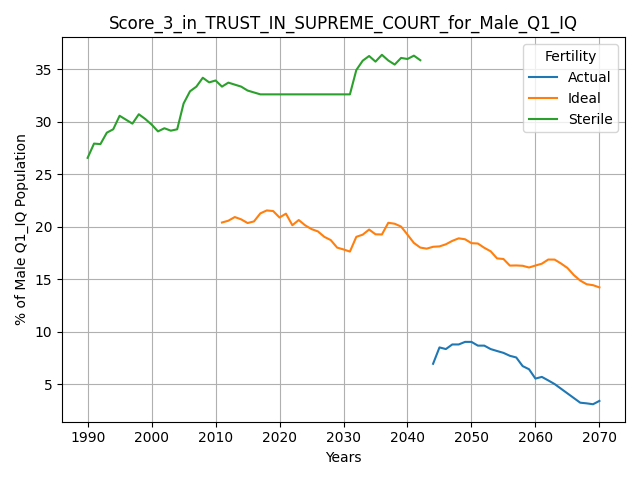 Score_3_in_TRUST_IN_SUPREME_COURT_for_Male_Q1_IQ
Fertility
Actual
Ideal
Sterile
% of Male Q1_IQ Population
35
30
25
20
15
10
5
1990 2000 2010 2020 2030 2040 2050 2060 2070
Years